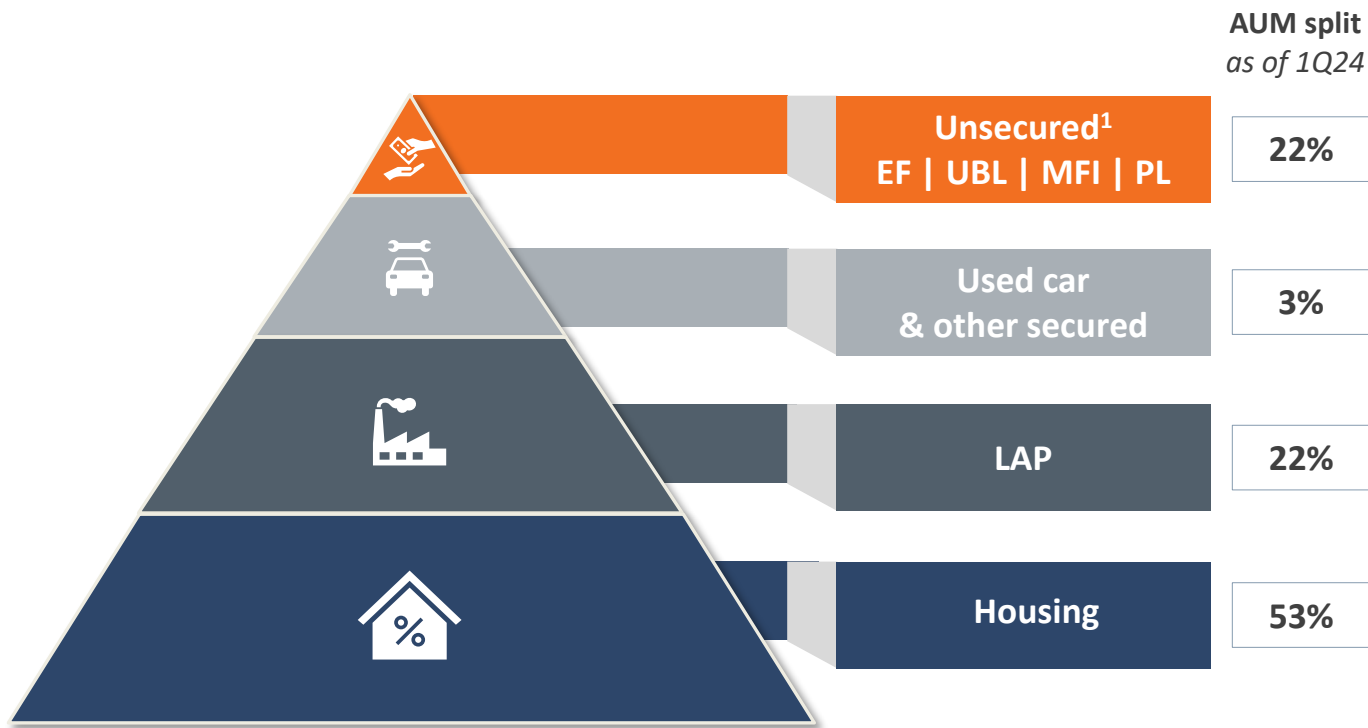 AUM split
as of 1Q24
Unsecured¹
EF | UBL | MFI | PL
22%
Used car
& other secured
3%
LAP
22%
%
Housing
53%